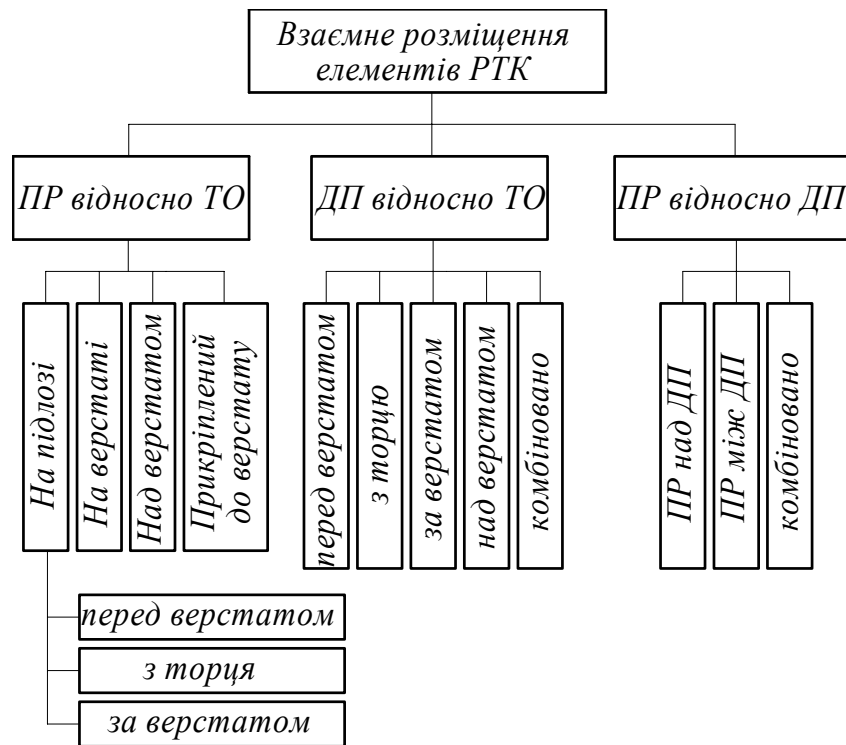 Взаємне розміщення
елементів РТК
ПР відносно ТО
ДП відносно ТО
ПР відносно ДП
На підлозі
На верстаті
Над верстатом
Прикріплений
до верстату
перед верстатом
з торцю
за верстатом
над верстатом
комбіновано
ПР над ДП
ПР між ДП
комбіновано
перед верстатом
з торця
за верстатом